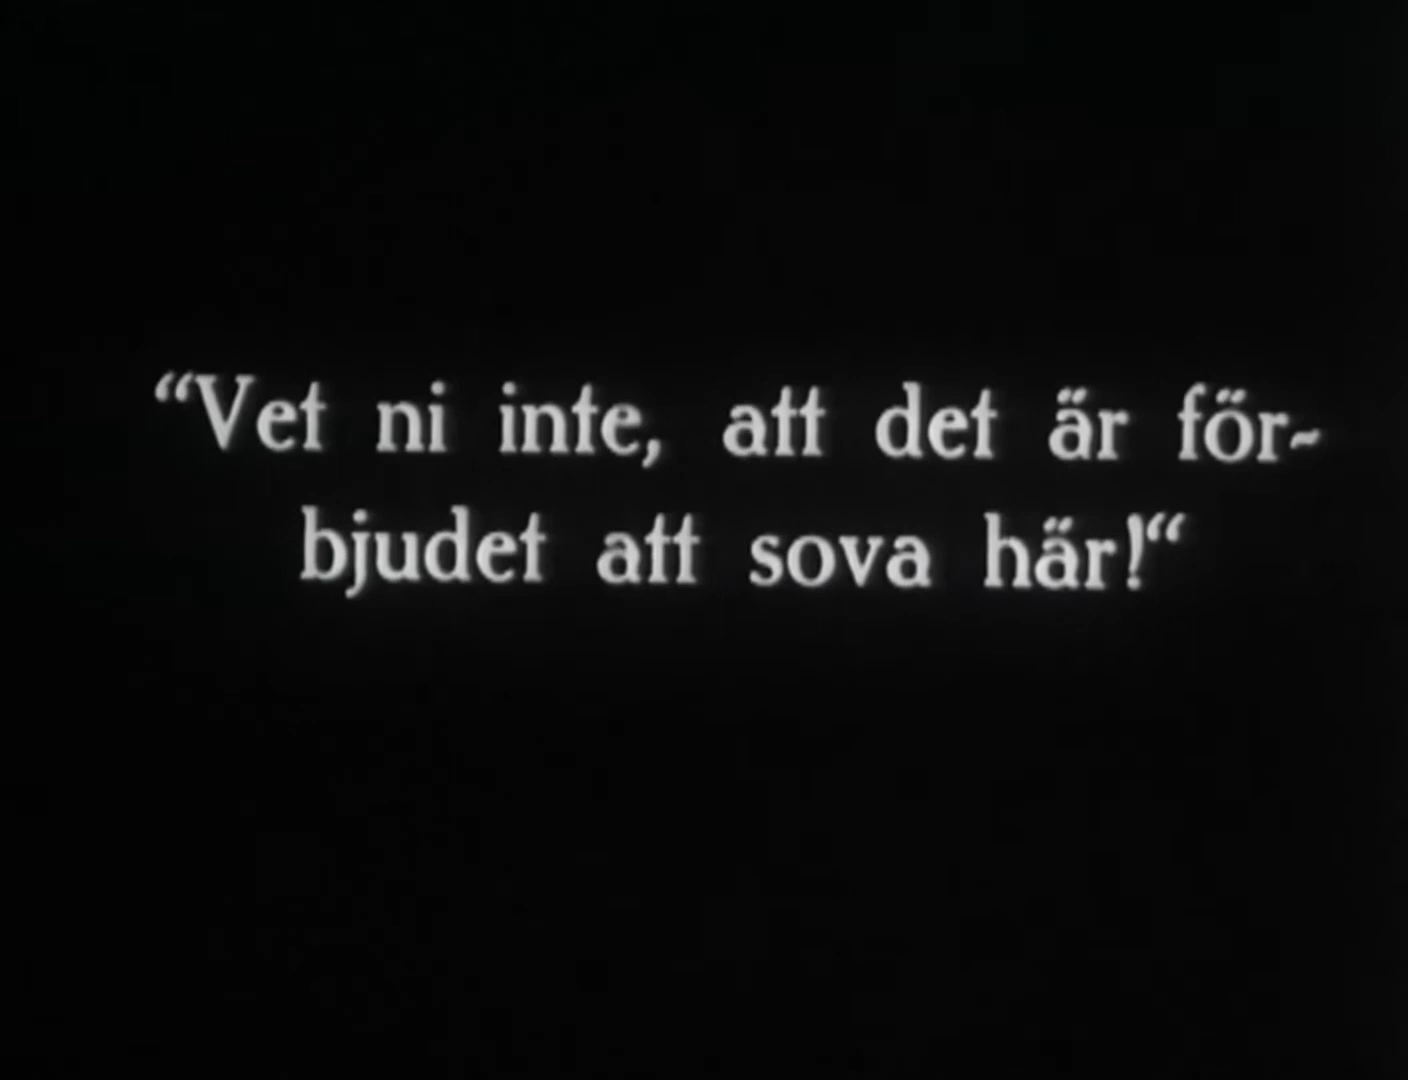 “Vet ni inte, att det är för-
bjudet att sova här!“